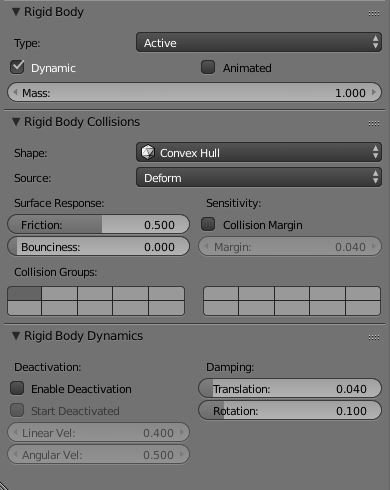 Rigid Body
Type: Active
Dynamic Animated
Mass: 1.000
Rigid Body Collisions
Shape: Convex Hull
Source: Deform
Surface Response: Sensitivity:
Friction: 0.500 Collision Margin
Bounciness: 0.000 Margin: 0.040
Collision Groups:
Rigid Body Dynamics
Deactivation: Damping:
Enable Deactivation Translation: 0.040
Start Deactivated Rotation: 0.100
Linear Vel: 0.400
Angular Vel: 0.500